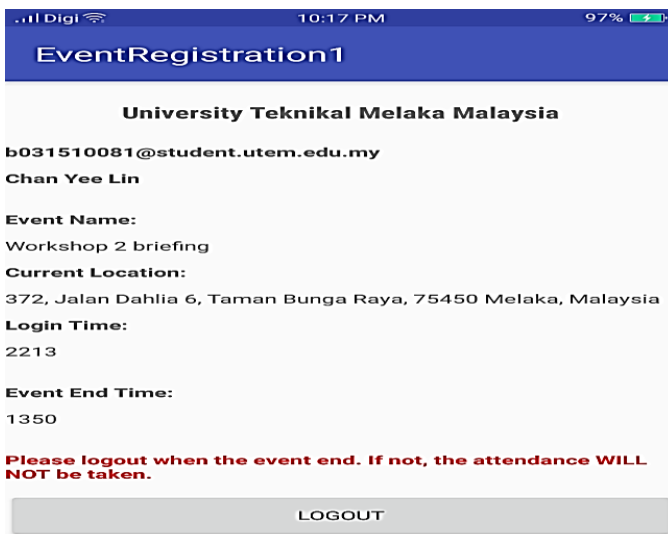 Digi 10:17 PM 97%
EventRegistration1
University Teknikal Melaka Malaysia
b031510081@student.utem.edu.my
Chan Yee Lin
Event Name:
Workshop 2 briefing
Current Location:
372, Jalan Dahlia 6, Taman Bunga Raya, 75450 Melaka, Malaysia
Login Time:
2213
Event End Time:
1350
Please logout when the event end. If not, the attendance WILL
NOT be taken.
LOGOUT